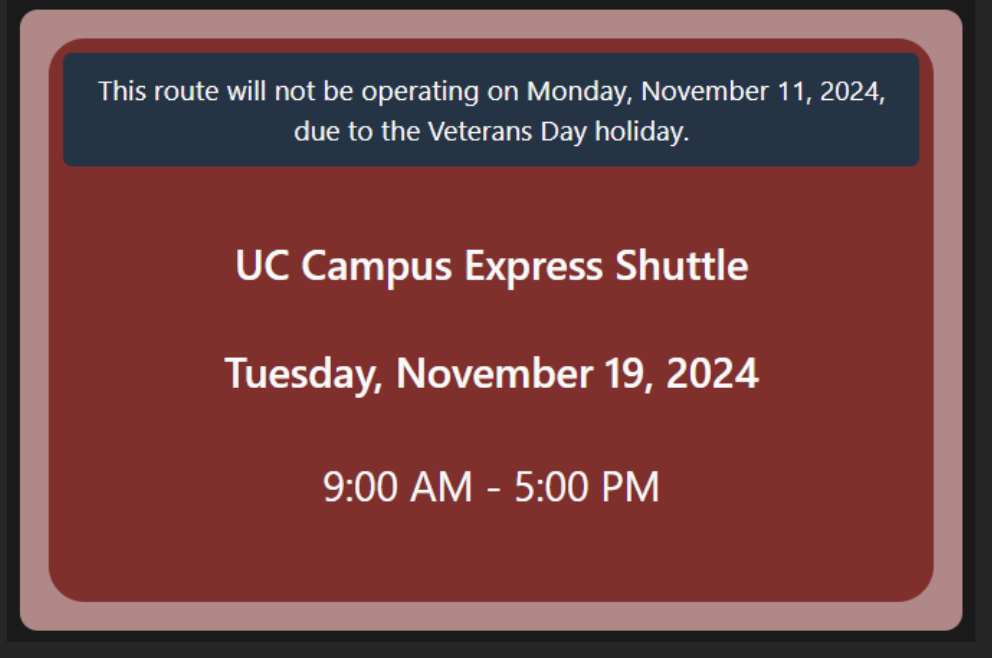 This route will not be operating on Monday, November 11, 2024,
due to the Veterans Day holiday.
UC Campus Express Shuttle
Tuesday, November 19, 2024
9:00 AM - 5:00 PM